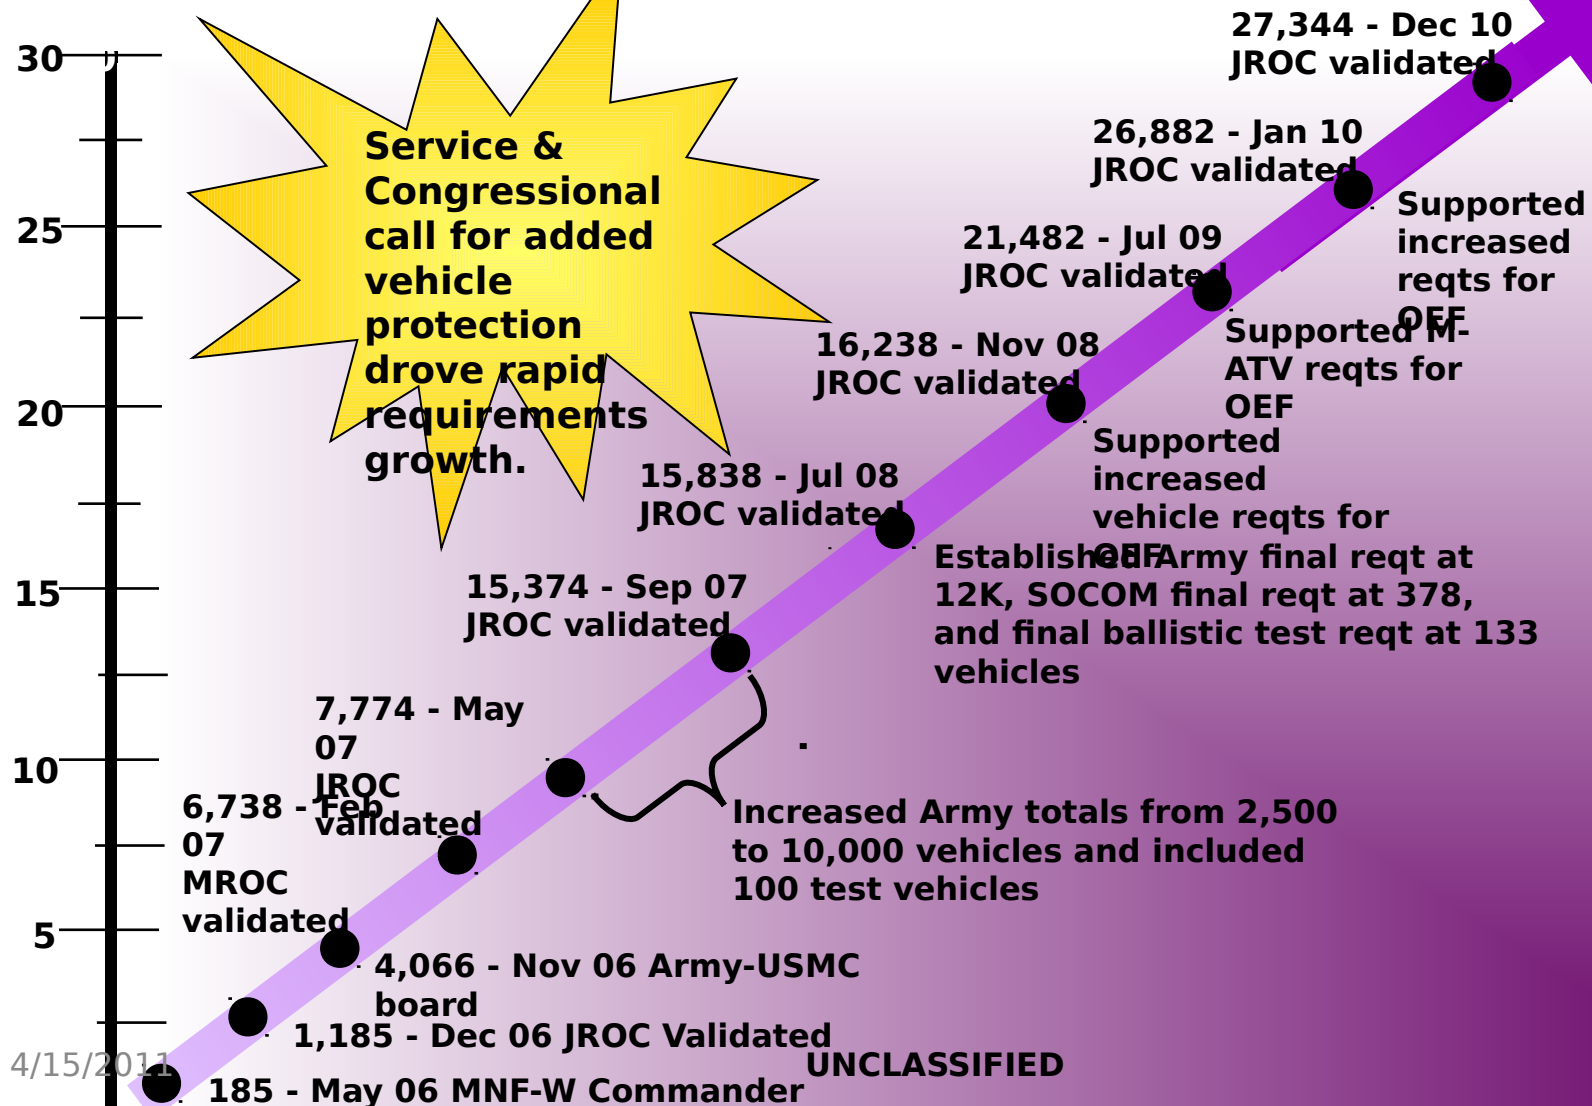 30
25
20
15
10
5
Service &
Congressional
call for added
vehicle
protection
drove rapid
requirements
growth.
27,344 - Dec 10
JROC validated
26,882 - Jan 10
JROC validated
Supported
increased
reqts for
OEF
21,482 - Jul 09
JROC validated
Supported M-
ATV reqts for
OEF
16,238 - Nov 08
JROC validated
Supported
increased
vehicle reqts for
OEF
15,838 - Jul 08
JROC validated
Established Army final reqt at
12K, SOCOM final reqt at 378,
and final ballistic test reqt at 133
vehicles
15,374 - Sep 07
JROC validated
7,774 - May
07
JROC
validated
Increased Army totals from 2,500
to 10,000 vehicles and included
100 test vehicles
6,738 - Feb
07
MROC
validated
4,066 - Nov 06 Army-USMC
board
1,185 - Dec 06 JROC Validated
185 - May 06 MNF-W Commander
4/15/2011
UNCLASSIFIED